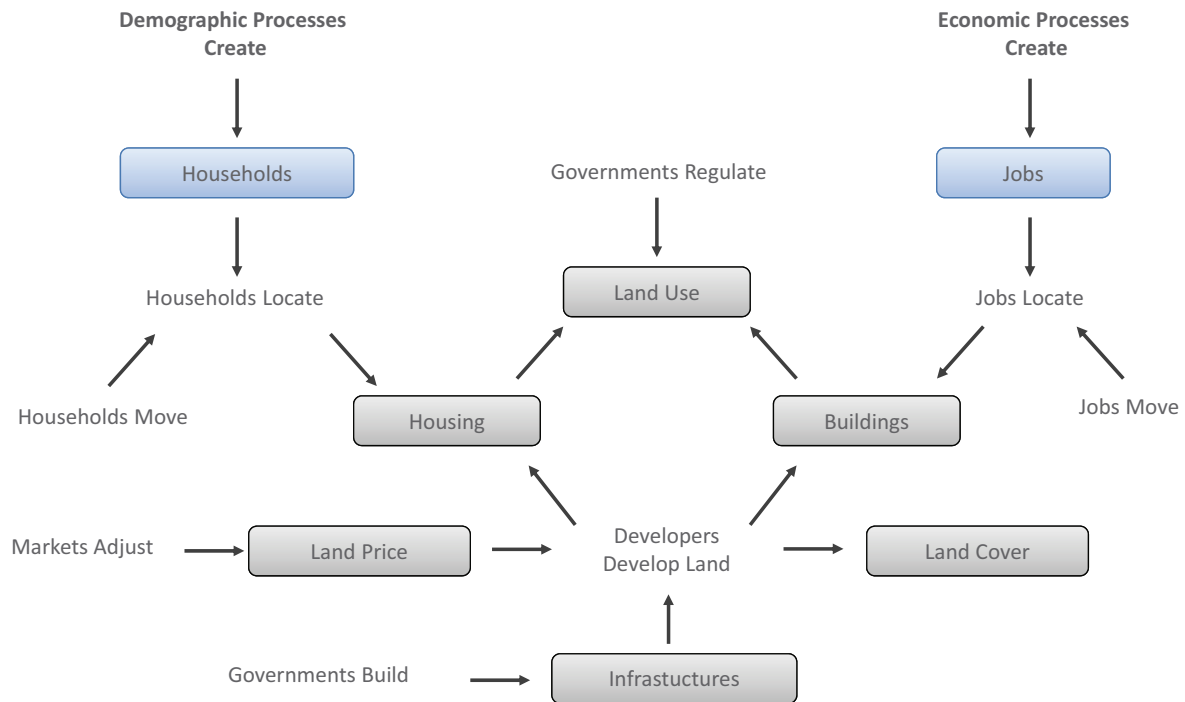 Demographic Processes
Create
Economic Processes
Create
Households
Governments Regulate
Jobs
Households Locate
Land Use
Jobs Locate
Households Move
Housing
Buildings
Jobs Move
Markets Adjust
Land Price
Developers
Develop Land
Land Cover
Governments Build
Infrastuctures